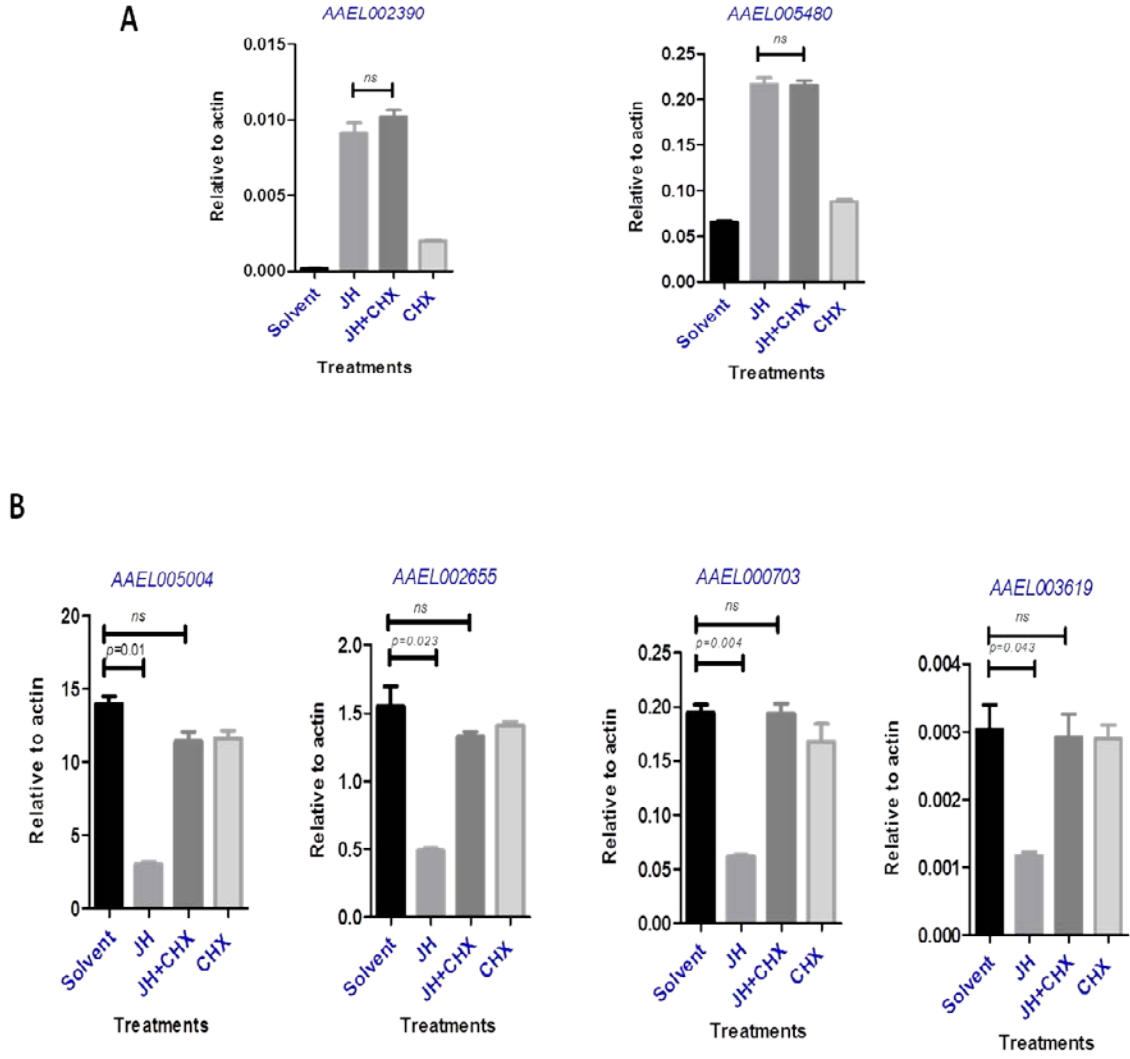 A
AAEL002390
ns
Relative to actin
0.015
0.010
0.005
0.000
Solvent
JH
JH+CHX
CHX
Treatments
AAEL005480
ns
Relative to actin
0.25
0.20
0.15
0.10
0.05
0.00
Solvent
JH
JH+CHX
CHX
Treatments
B
AAEL005004
ns
p=0.01
Relative to actin
20
15
10
5
0
Solvent
JH
JH+CHX
CHX
Treatments
AAEL002655
ns
p=0.023
Relative to actin
2.0
1.5
1.0
0.5
0.0
Solvent
JH
JH+CHX
CHX
Treatments
AAEL000703
ns
p=0.004
Relative to actin
0.25
0.20
0.15
0.10
0.05
0.00
Solvent
JH
JH+CHX
CHX
Treatments
AAEL003619
ns
p=0.043
Relative to actin
0.004
0.003
0.002
0.001
0.000
Solvent
JH
JH+CHX
CHX
Treatments